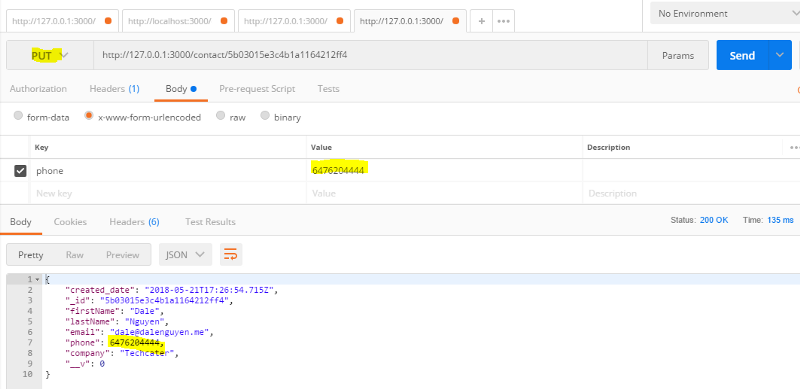 http://127.0.0.1:3000/ http://localhost:3000/ http://127.0.0.1:3000/ http://127.0.0.1:3000/ + ••• No Environment
PUT http://127.0.0.1:3000/contact/5b03015e3c4b1a1164212ff4 Params Send
Authorization Headers (1) Body Pre-request Script Tests
form-data x-www-form-urlencoded raw binary
Key Value Description •••
phone 6476204444
New key Value Description
Body Cookies Headers (6) Test Results Status: 200 OK Time: 135 ms
Pretty Raw Preview JSON
1 {
2 "created_date": "2018-05-21T17:26:54.715Z",
3 "_id": "5b03015e3c4b1a1164212ff4",
4 "firstName": "Dale",
5 "lastName": "Nguyen",
6 "email": "dale@dalenguyen.me",
7 "phone": 6476204444,
8 "company": "Techcater",
9 "__v": 0
10 }